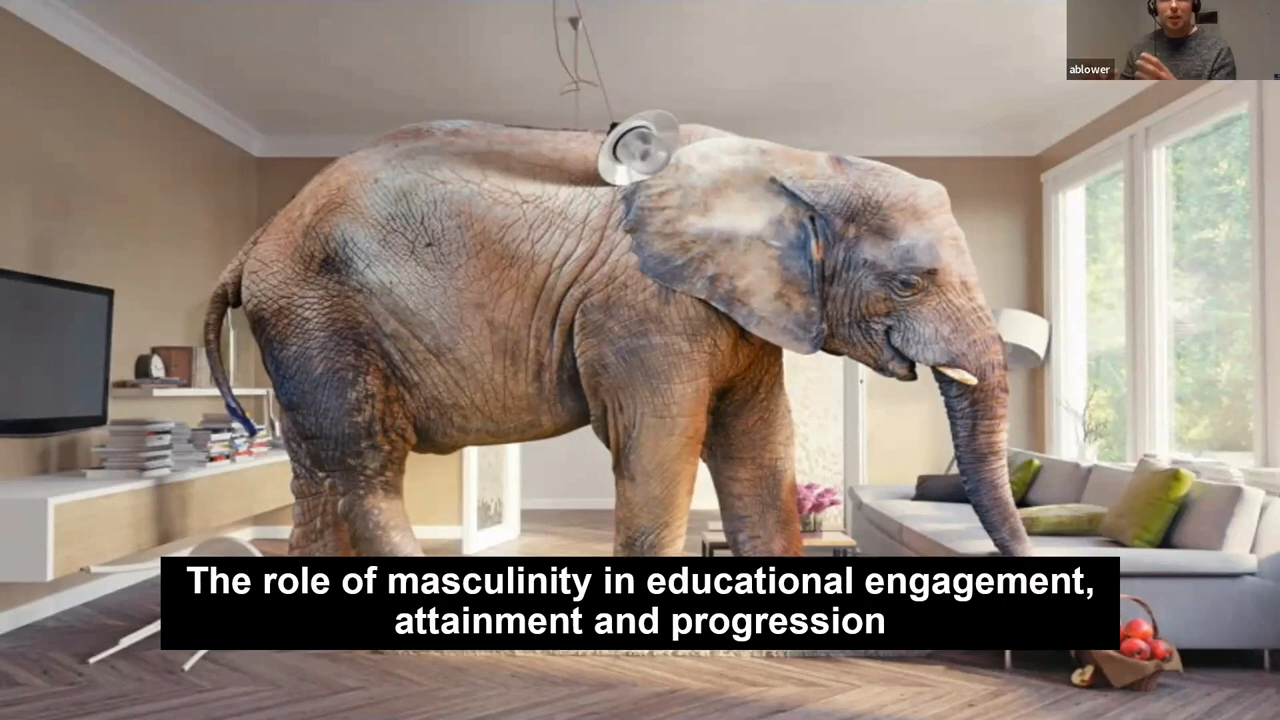 ablower
The role of masculinity in educational engagement,
attainment and progression